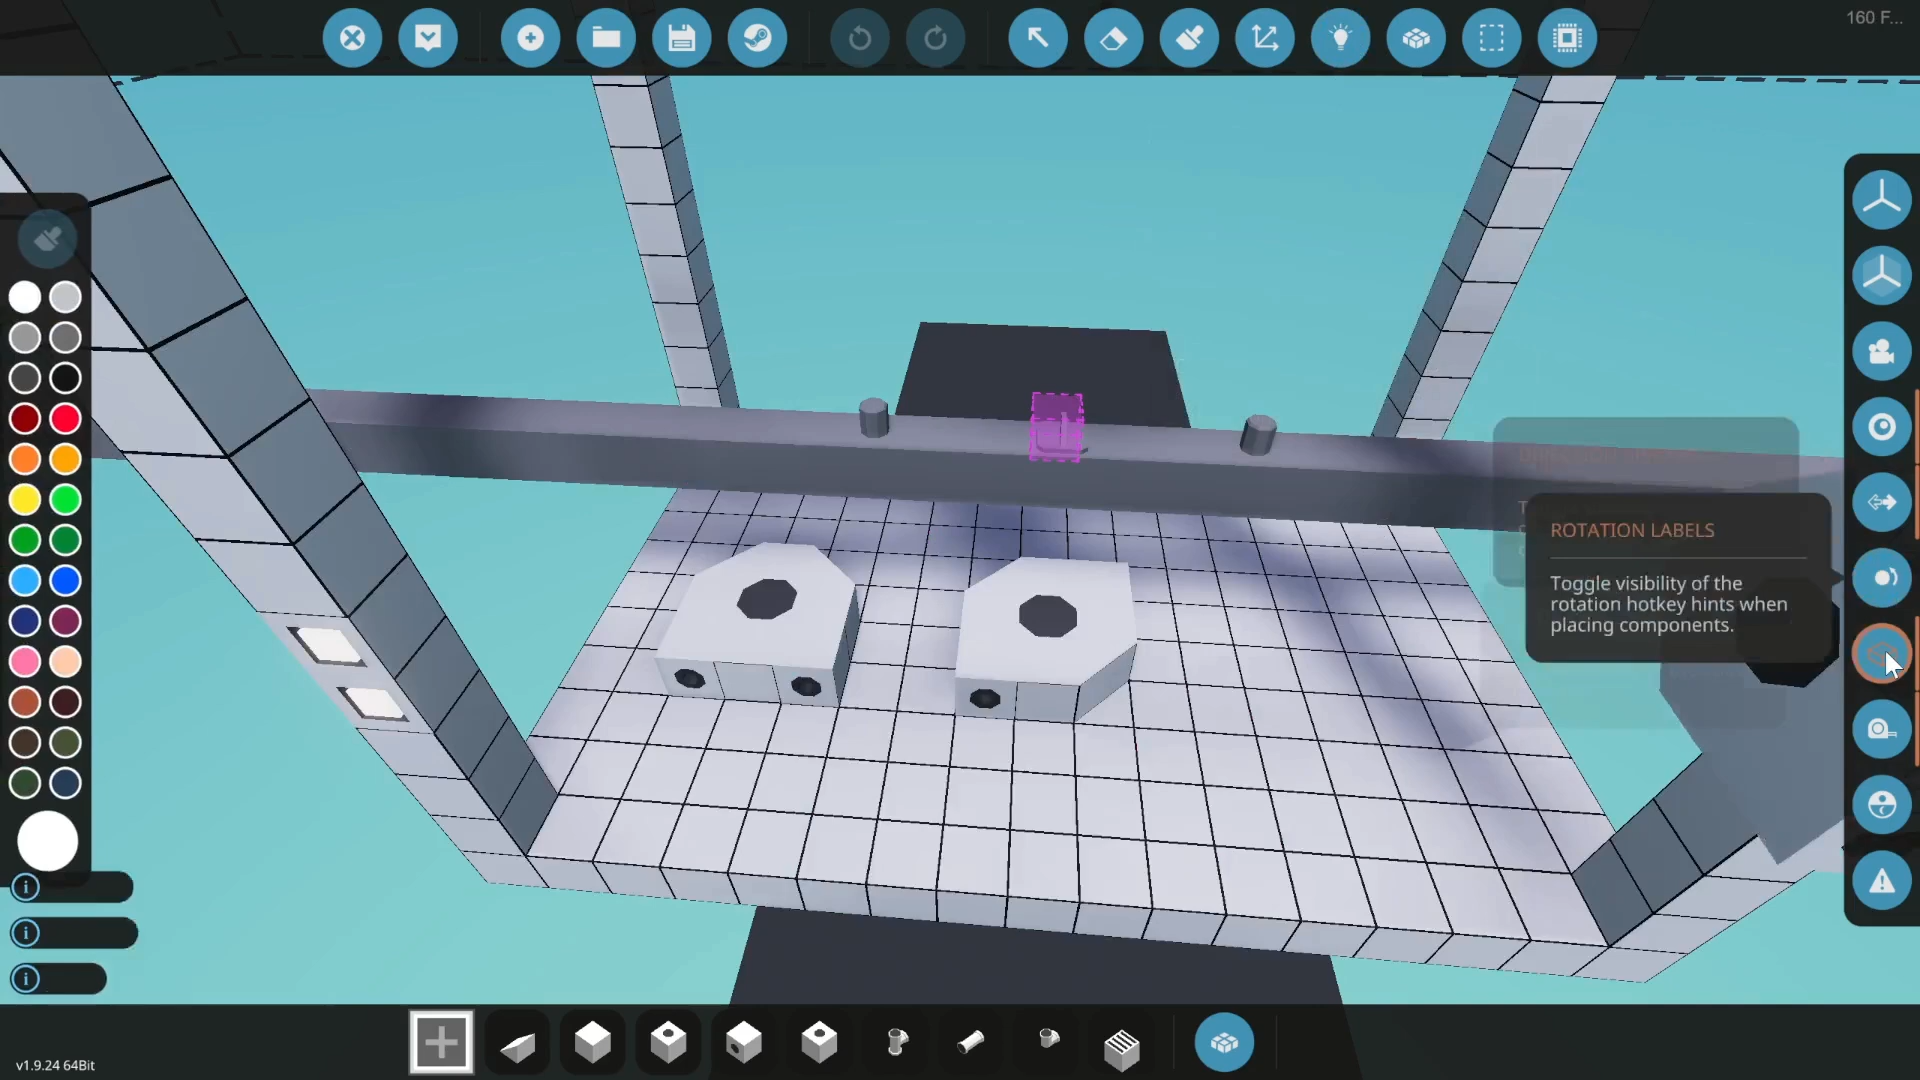 160 F...
ROTATION LABELS
Toggle visibility of the
rotation hotkey hints when
placing components.
v1.9.24 64Bit